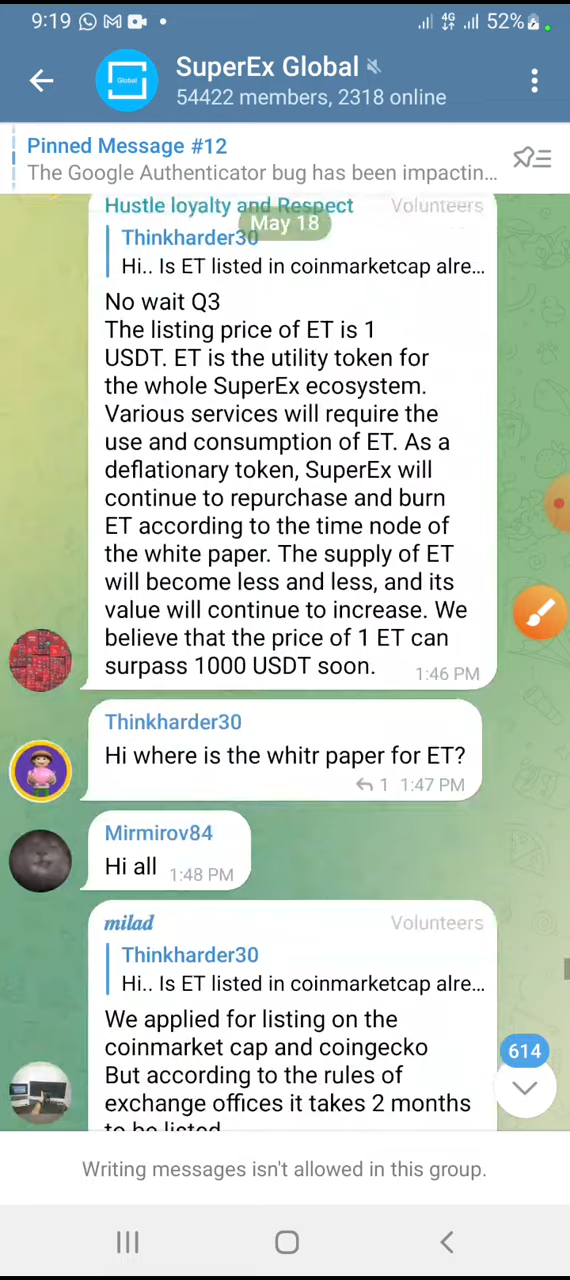 9:19
4G
52%
Global
SuperEx Global
54422 members, 2318 online
Pinned Message #12
The Google Authenticator bug has been impactin...
Hustle loyalty and Respect Volunteers
May 18
Thinkharder30
Hi.. Is ET listed in coinmarketcap alre...
No wait Q3
The listing price of ET is 1
USDT. ET is the utility token for
the whole SuperEx ecosystem.
Various services will require the
use and consumption of ET. As a
deflationary token, SuperEx will
continue to repurchase and burn
ET according to the time node of
the white paper. The supply of ET
will become less and less, and its
value will continue to increase. We
believe that the price of 1 ET can
surpass 1000 USDT soon. 1:46 PM
Thinkharder30
Hi where is the whitr paper for ET?
1 1:47 PM
Mirmirov84
Hi all 1:48 PM
milad Volunteers
Thinkharder30
Hi.. Is ET listed in coinmarketcap alre...
We applied for listing on the
coinmarket cap and coingecko
But according to the rules of
exchange offices it takes 2 months
to be listed
614
Writing messages isn't allowed in this group.